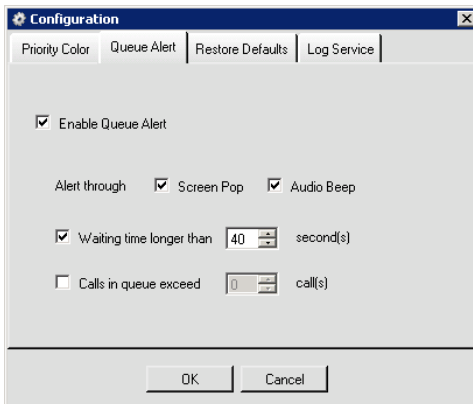 Configuration
Priority Color Queue Alert Restore Defaults Log Service
Enable Queue Alert
Alert through Screen Pop Audio Beep
Waiting time longer than 40 second(s)
Calls in queue exceed 0 call(s)
OK Cancel